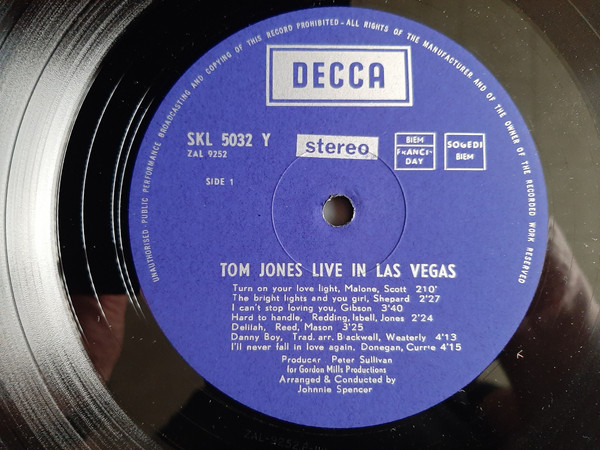 UNAUTHORISED PUBLIC PERFORMANCE BROADCASTING AND COPYING OF THIS RECORD PROHIBITED - ALL RIGHTS OF THE MANUFACTURER AND OF THE OWNER OF THE RECORDED WORK RESERVED
DECCA
SKL 5032 Y
ZAL 9252
stereo
BIEM
FRANCIS-DAY
SOGEDI
BIEM
SIDE 1
TOM JONES LIVE IN LAS VEGAS
Turn on your love light, Malone, Scott 2'10'
The bright lights and you girl, Shepard 2'27
I can't stop loving you, Gibson 3'40
Hard to handle, Redding, Isbell, Jones 2'24
Delilah, Reed, Mason 3'25
Danny Boy, Trad. arr. Blackwell, Weaterly 4'13
I'll never fall in love again, Donegan, Currie 4'15
Producer Peter Sullivan
for Gordon Mills Productions
Arranged & Conducted by
Johnnie Spencer